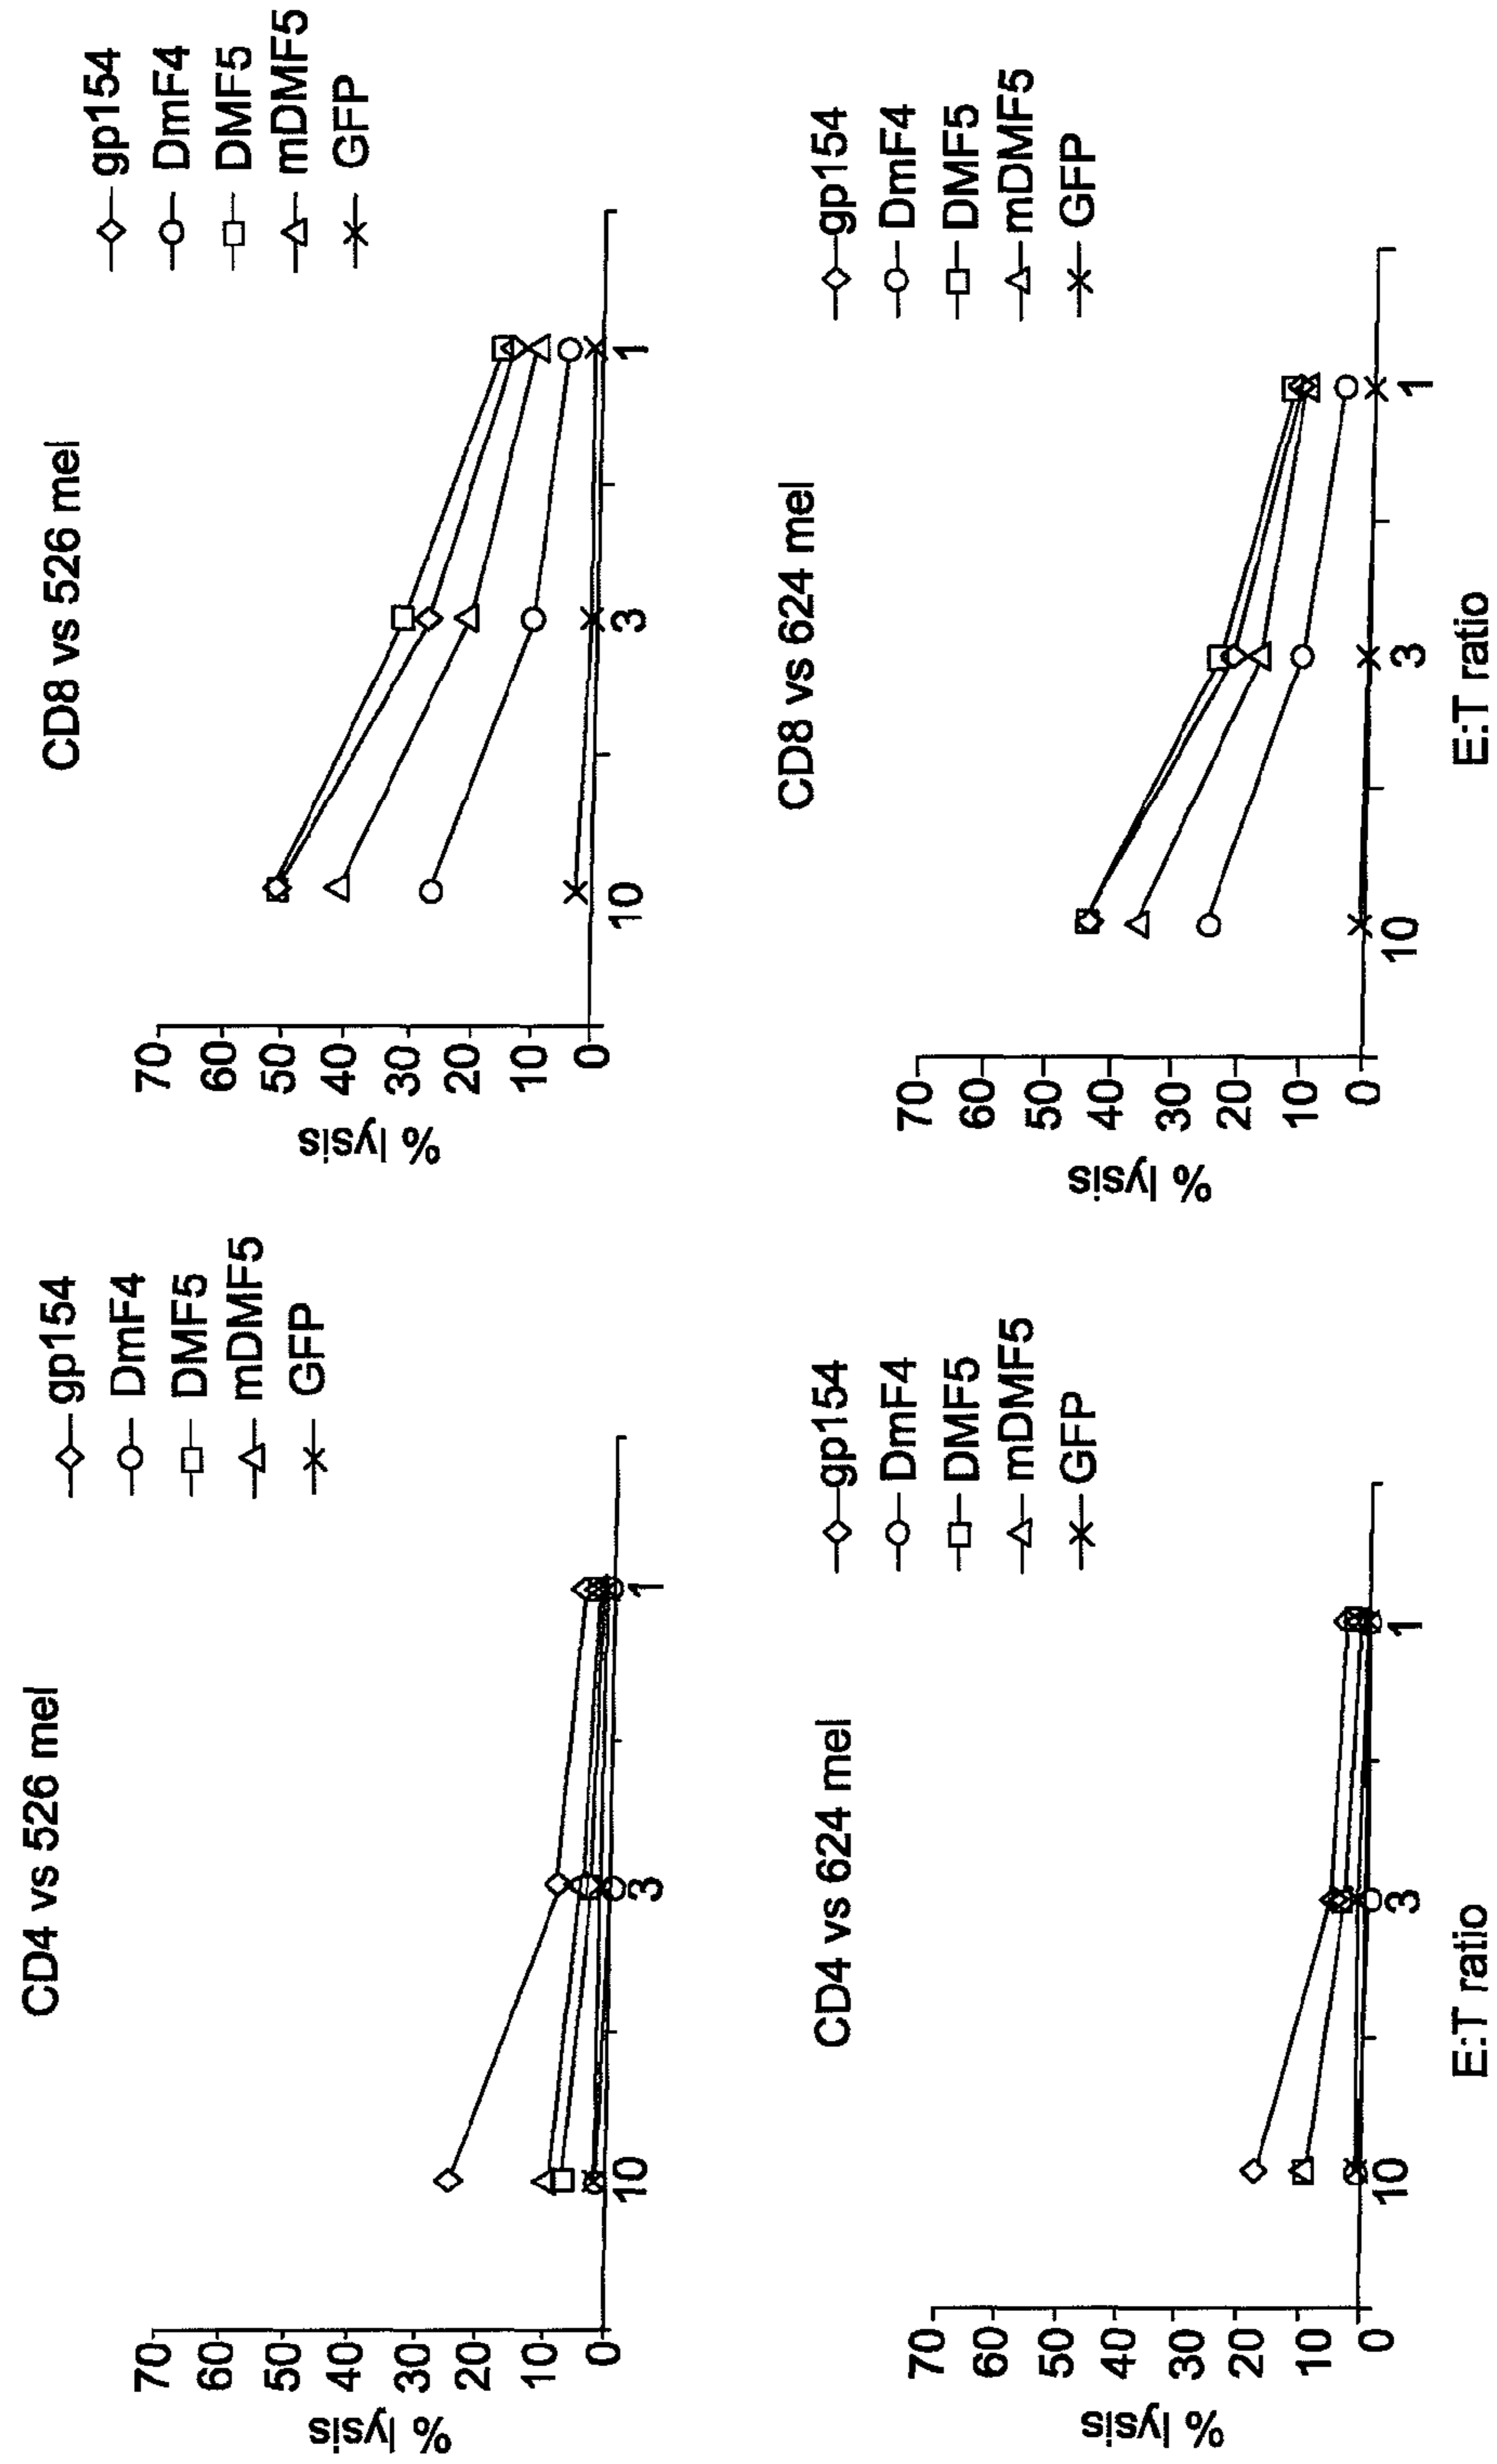 CD4 vs 526 mel
% lysis
70
60
50
40
30
20
10
0
10
3
1
gp154
DmF4
DMF5
mDMF5
GFP
CD8 vs 526 mel
% lysis
70
60
50
40
30
20
10
0
10
3
1
gp154
DmF4
DMF5
mDMF5
GFP
CD4 vs 624 mel
% lysis
70
60
50
40
30
20
10
0
10
3
1
E:T ratio
gp154
DmF4
DMF5
mDMF5
GFP
CD8 vs 624 mel
% lysis
70
60
50
40
30
20
10
0
10
3
1
E:T ratio
gp154
DmF4
DMF5
mDMF5
GFP